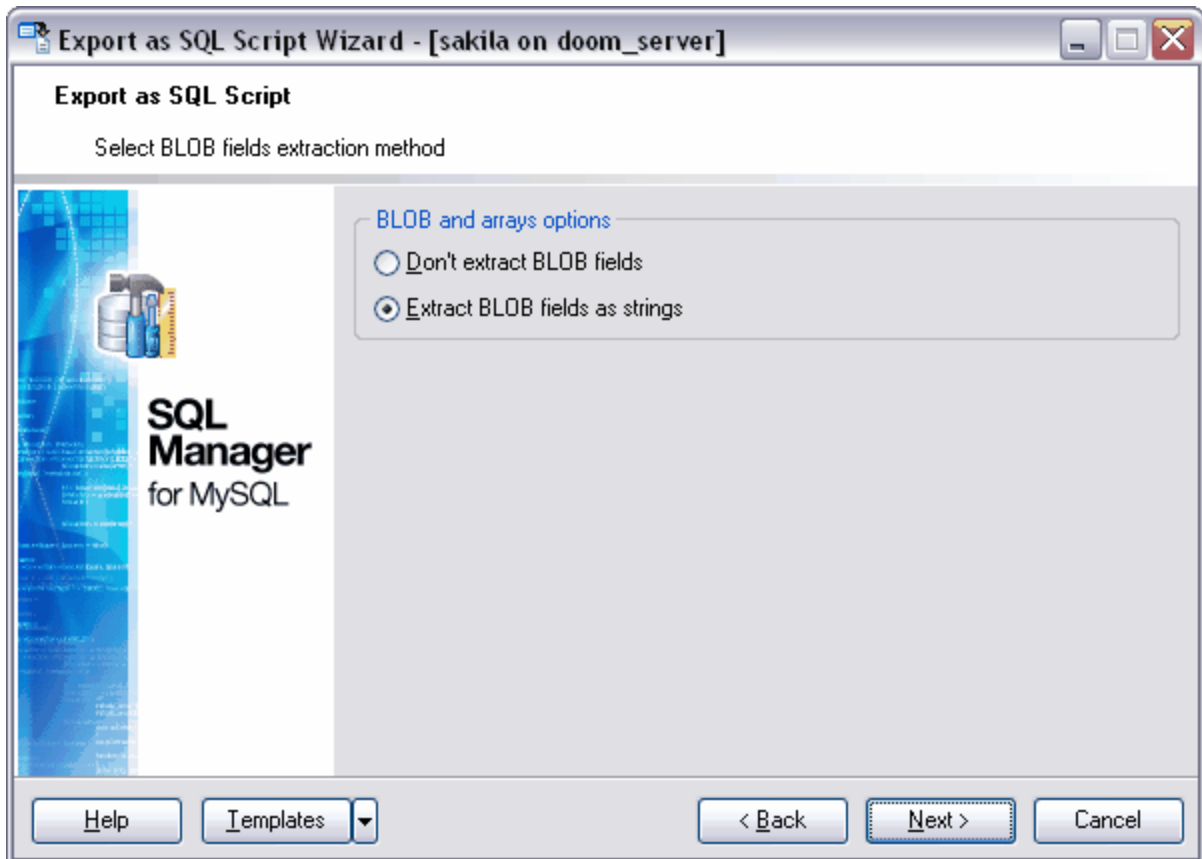 Export as SQL Script Wizard - [sakila on doom_server]
Export as SQL Script
Select BLOB fields extraction method
BLOB and arrays options
Don't extract BLOB fields
Extract BLOB fields as strings
SQL
Manager
for MySQL
Help
Templates
< Back
Next >
Cancel